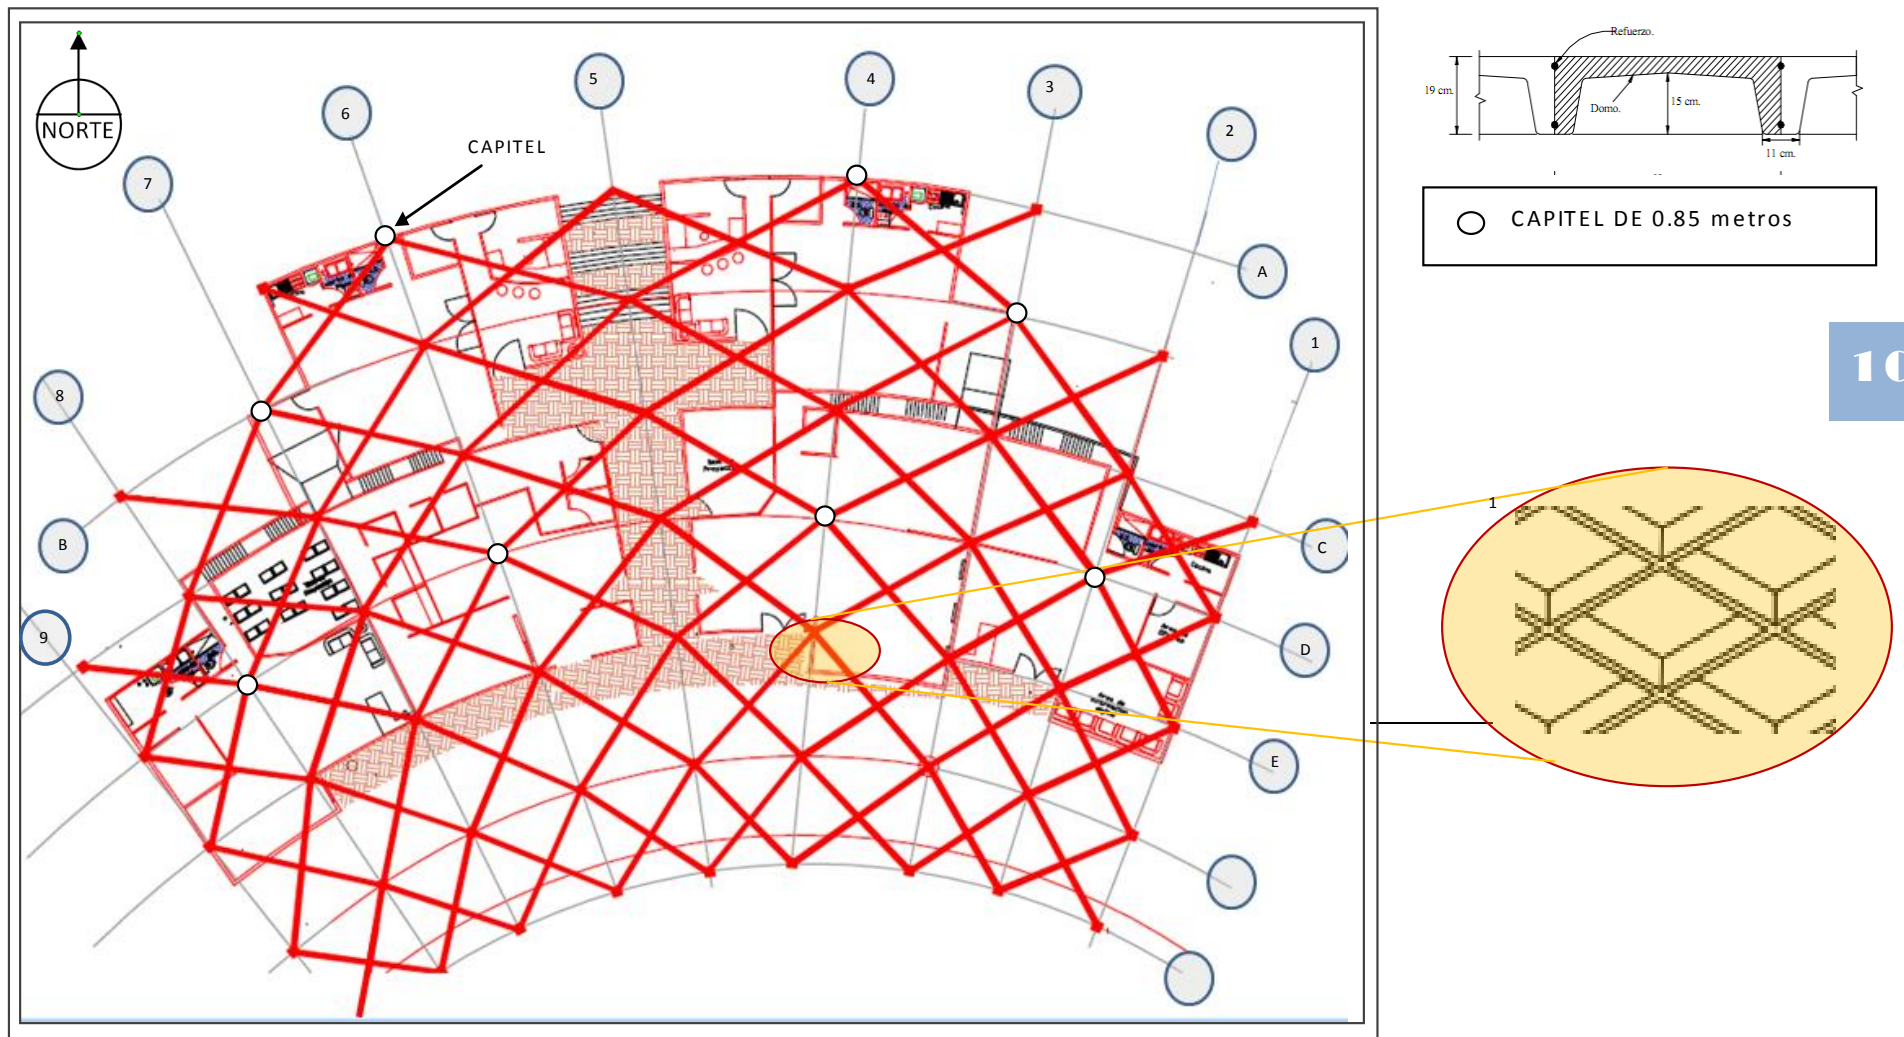 NORTE
CAPITEL
5
4
3
6
2
7
A
1
8
B
C
9
D
E
Refuerzo.
19 cm.
Domo.
15 cm.
11 cm.
CAPITEL DE 0.85 metros
10
1